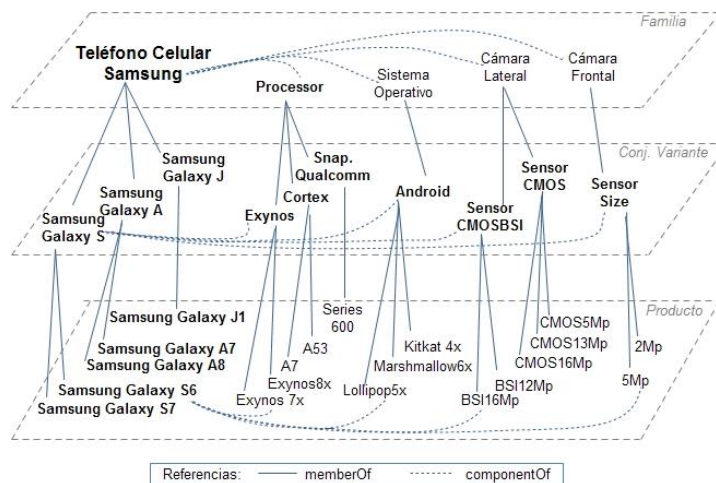 Familia
Teléfono Celular
Samsung
Processor
Sistema
Operativo
Cámara
Lateral
Cámara
Frontal
Conj. Variante
Samsung
Galaxy J
Samsung
Galaxy A
Samsung
Galaxy S
Snap.
Qualcomm
Cortex
Exynos
Android
Sensor
CMOS
Sensor
CMOSBSI
Sensor
Size
Producto
Samsung Galaxy J1
Samsung Galaxy A7
Samsung Galaxy A8
Samsung Galaxy S6
Samsung Galaxy S7
Series
600
A53
A7
Exynos8x
Exynos 7x
Kitkat 4x
Marshmallow6x
Lollipop5x
CMOS5Mp
CMOS13Mp
CMOS16Mp
BSI12Mp
BSI16Mp
2Mp
5Mp
Referencias: memberOf componentOf